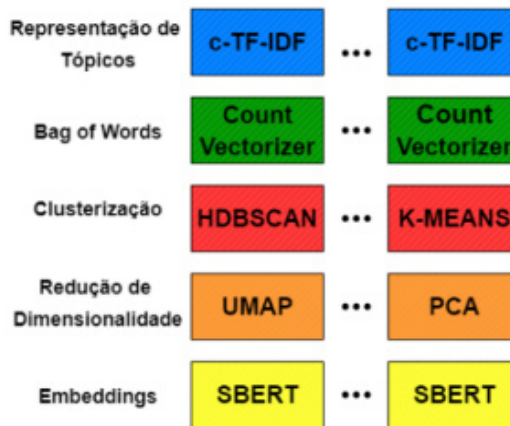 Representação de
Tópicos
c-TF-IDF ... c-TF-IDF
Bag of Words
Count
Vectorizer
...
Count
Vectorizer
Clusterização
HDBSCAN ... K-MEANS
Redução de
Dimensionalidade
UMAP ... PCA
Embeddings
SBERT ... SBERT